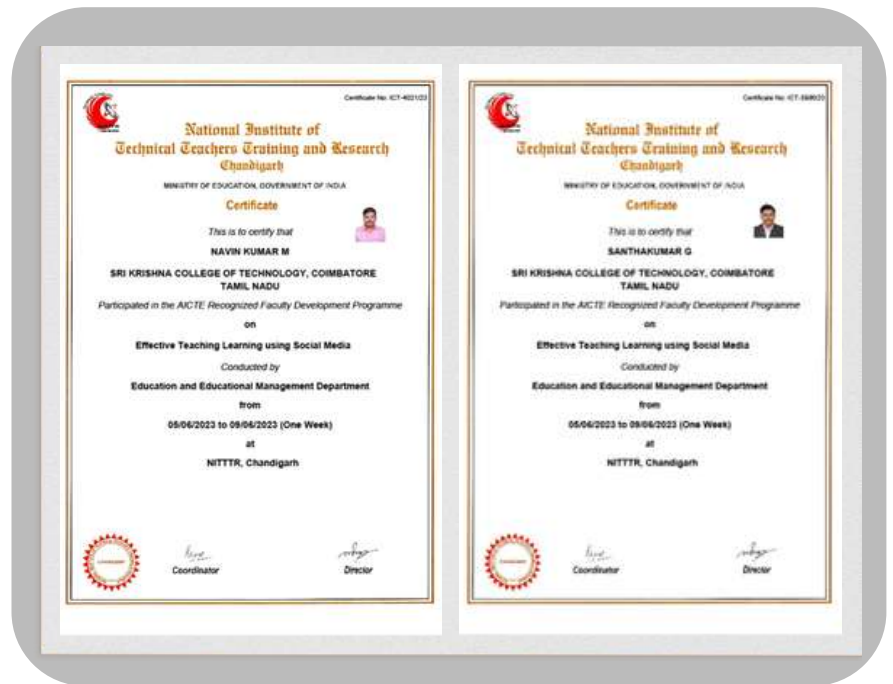 Certificate No: ICT-4021/23
National Institute of
Technical Teachers Training and Research
Chandigarh
MINISTRY OF EDUCATION, GOVERNMENT OF INDIA
Certificate
This is to certify that
NAVIN KUMAR M
SRI KRISHNA COLLEGE OF TECHNOLOGY, COIMBATORE
TAMIL NADU
Participated in the AICTE Recognized Faculty Development Programme
on
Effective Teaching Learning using Social Media
Conducted by
Education and Educational Management Department
from
05/06/2023 to 09/06/2023 (One Week)
at
NITTTR, Chandigarh
Coordinator
Director
Certificate No:
National Institute of
Technical Teachers Training and Research
Chandigarh
MINISTRY OF EDUCATION, GOVERNMENT OF INDIA
Certificate
This is to certify that
SANTHAKUMAR G
SRI KRISHNA COLLEGE OF TECHNOLOGY, COIMBATORE
TAMIL NADU
Participated in the AICTE Recognized Faculty Development Programme
on
Effective Teaching Learning using Social Media
Conducted by
Education and Educational Management Department
from
05/06/2023 to 09/06/2023 (One Week)
at
NITTTR, Chandigarh
Coordinator
Director